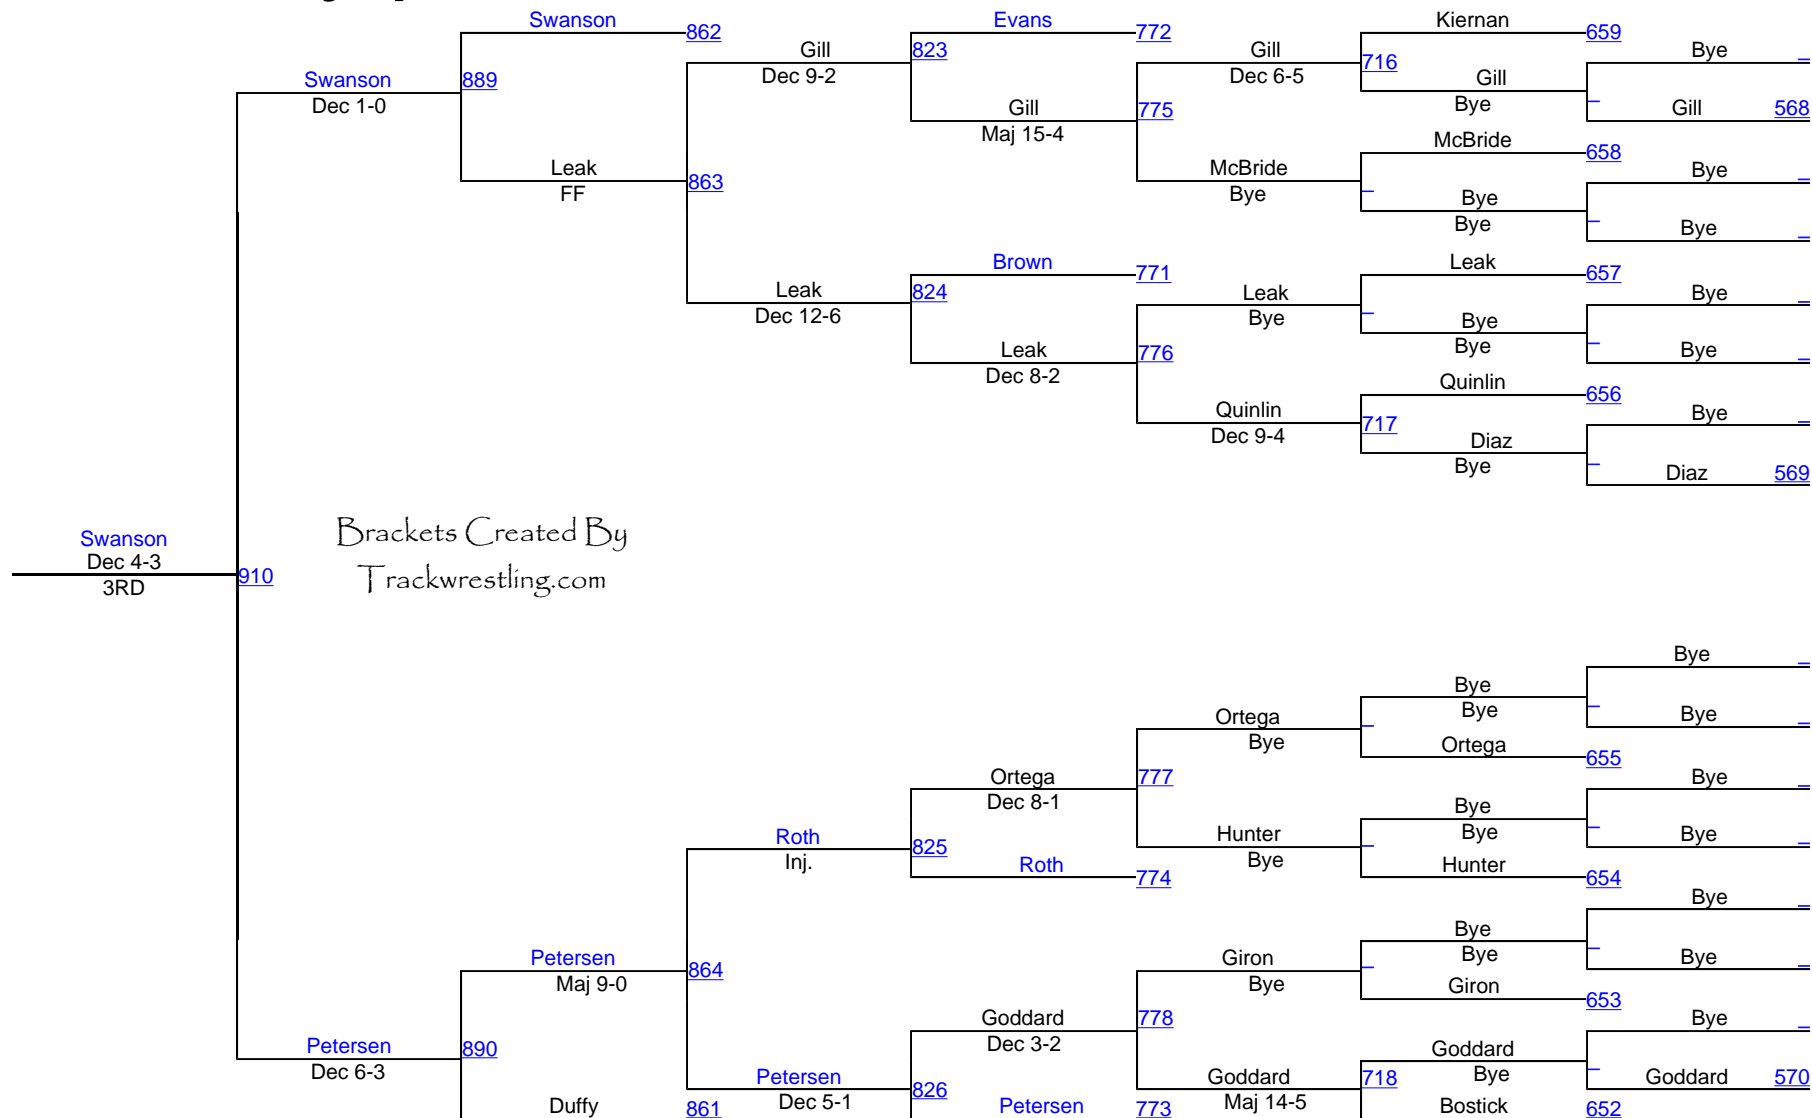 Swanson 862
Evans 772
Kiernan 659
Gill 823
Dec 9-2
Gill 716
Dec 6-5
Bye
Swanson 889
Dec 1-0
Gill
Bye
Gill 775
Maj 15-4
Gill 568
McBride 658
Leak 863
FF
McBride
Bye
Bye
Bye
Bye
Bye
Brown 771
Leak 657
Leak 824
Dec 12-6
Leak
Bye
Bye
Bye
Bye
Leak 776
Dec 8-2
Bye
Quinlin 656
Quinlin 717
Dec 9-4
Bye
Diaz
Bye
Diaz 569
Brackets Created By
Trackwrestling.com
Swanson
Dec 4-3
3RD
910
Bye
Bye
Bye
Bye
Ortega
Bye
Ortega 655
Ortega 777
Dec 8-1
Bye
Bye
Bye
Roth 825
Inj.
Hunter
Bye
Bye
Roth 774
Hunter 654
Bye
Bye
Bye
Petersen 864
Maj 9-0
Giron
Bye
Bye
Giron 653
Goddard 778
Dec 3-2
Bye
Petersen 890
Dec 6-3
Goddard
Bye
Petersen 826
Dec 5-1
Goddard 718
Maj 14-5
Goddard 570
Duffy 861
Petersen 773
Bostick 652